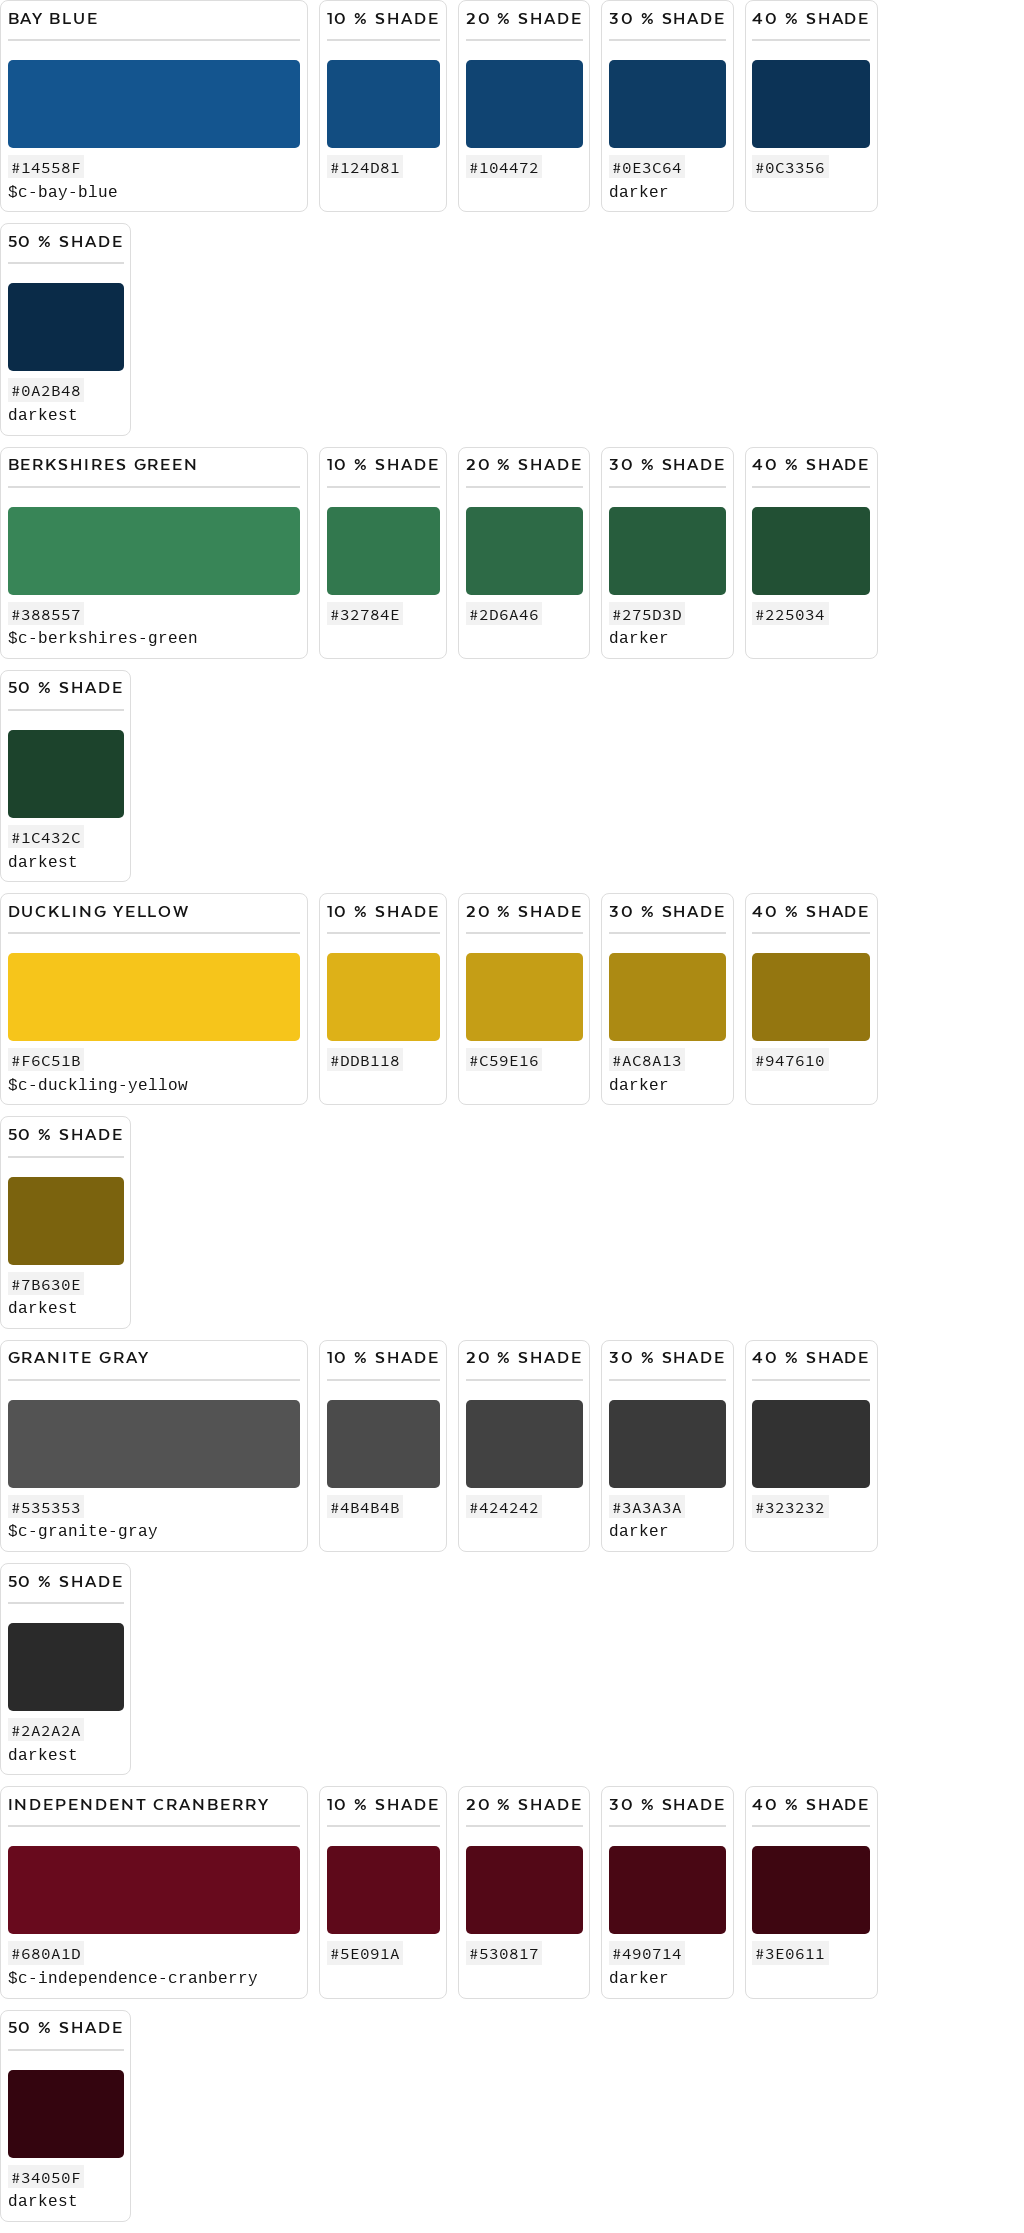 BAY BLUE
#14558F
$c-bay-blue
10 % SHADE
#124D81
20 % SHADE
#104472
30 % SHADE
#0E3C64
darker
40 % SHADE
#0C3356
50 % SHADE
#0A2B48
darkest
BERKSHIRES GREEN
#388557
$c-berkshires-green
10 % SHADE
#32784E
20 % SHADE
#2D6A46
30 % SHADE
#275D3D
darker
40 % SHADE
#225034
50 % SHADE
#1C432C
darkest
DUCKLING YELLOW
#F6C51B
$c-duckling-yellow
10 % SHADE
#DDB118
20 % SHADE
#C59E16
30 % SHADE
#AC8A13
darker
40 % SHADE
#947610
50 % SHADE
#7B630E
darkest
GRANITE GRAY
#535353
$c-granite-gray
10 % SHADE
#4B4B4B
20 % SHADE
#424242
30 % SHADE
#3A3A3A
darker
40 % SHADE
#323232
50 % SHADE
#2A2A2A
darkest
INDEPENDENT CRANBERRY
#680A1D
$c-independence-cranberry
10 % SHADE
#5E091A
20 % SHADE
#530817
30 % SHADE
#490714
darker
40 % SHADE
#3E0611
50 % SHADE
#34050F
darkest